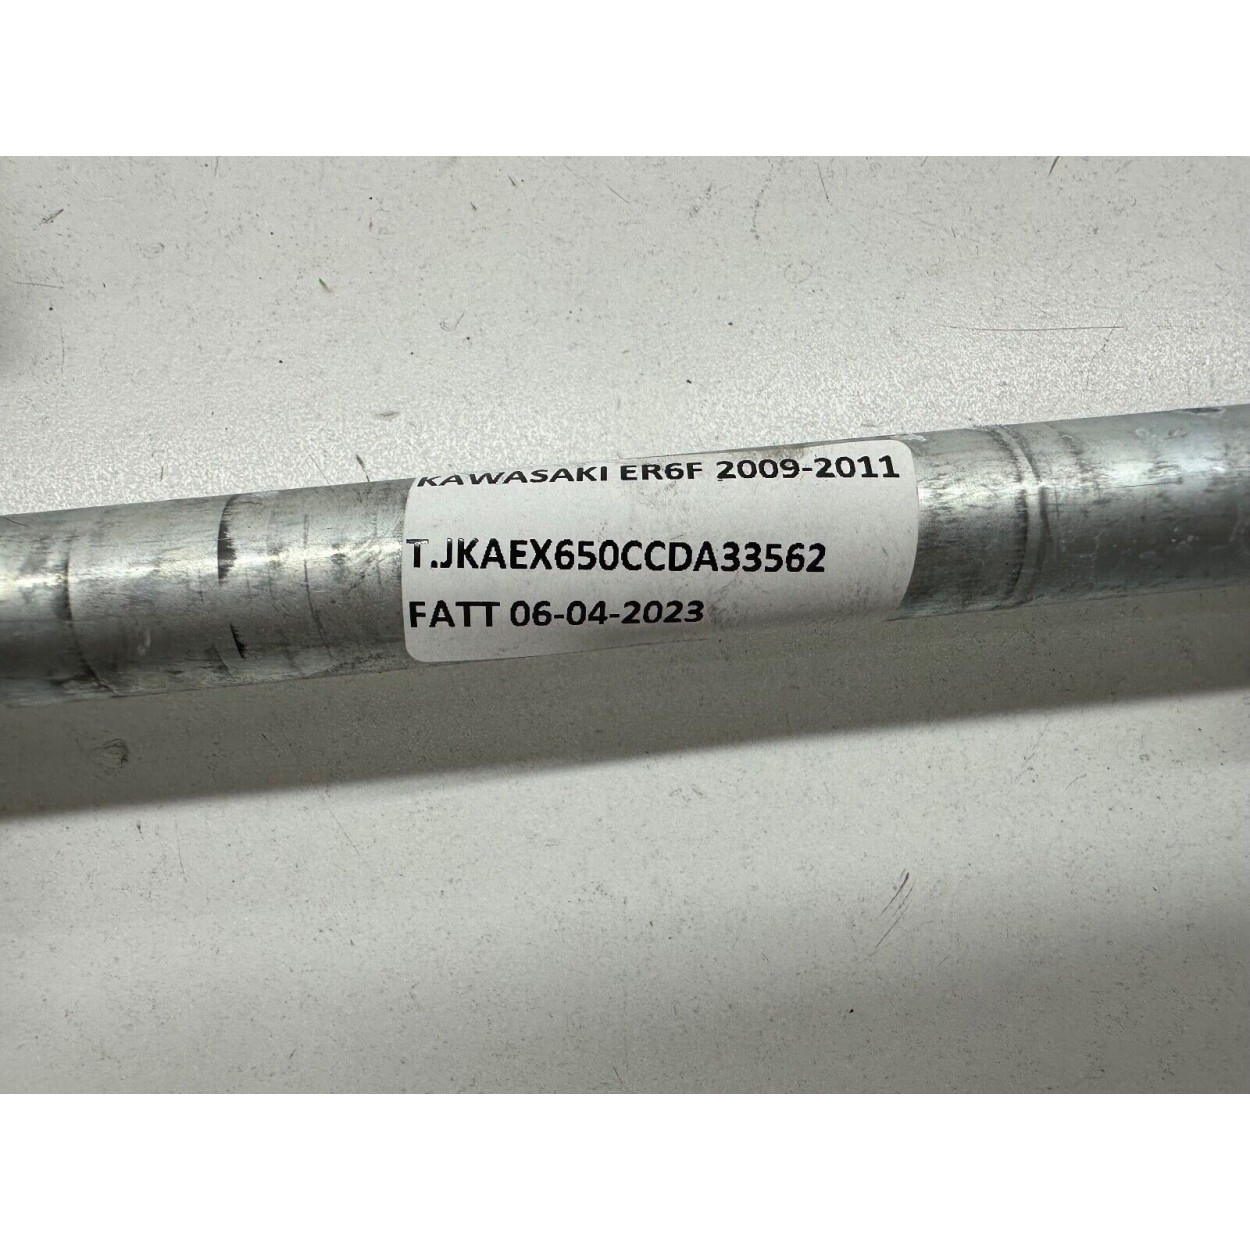 KAWASAKI ER6F 2009-2011
T.JKAEX650CCDA33562
FATT 06-04-2023